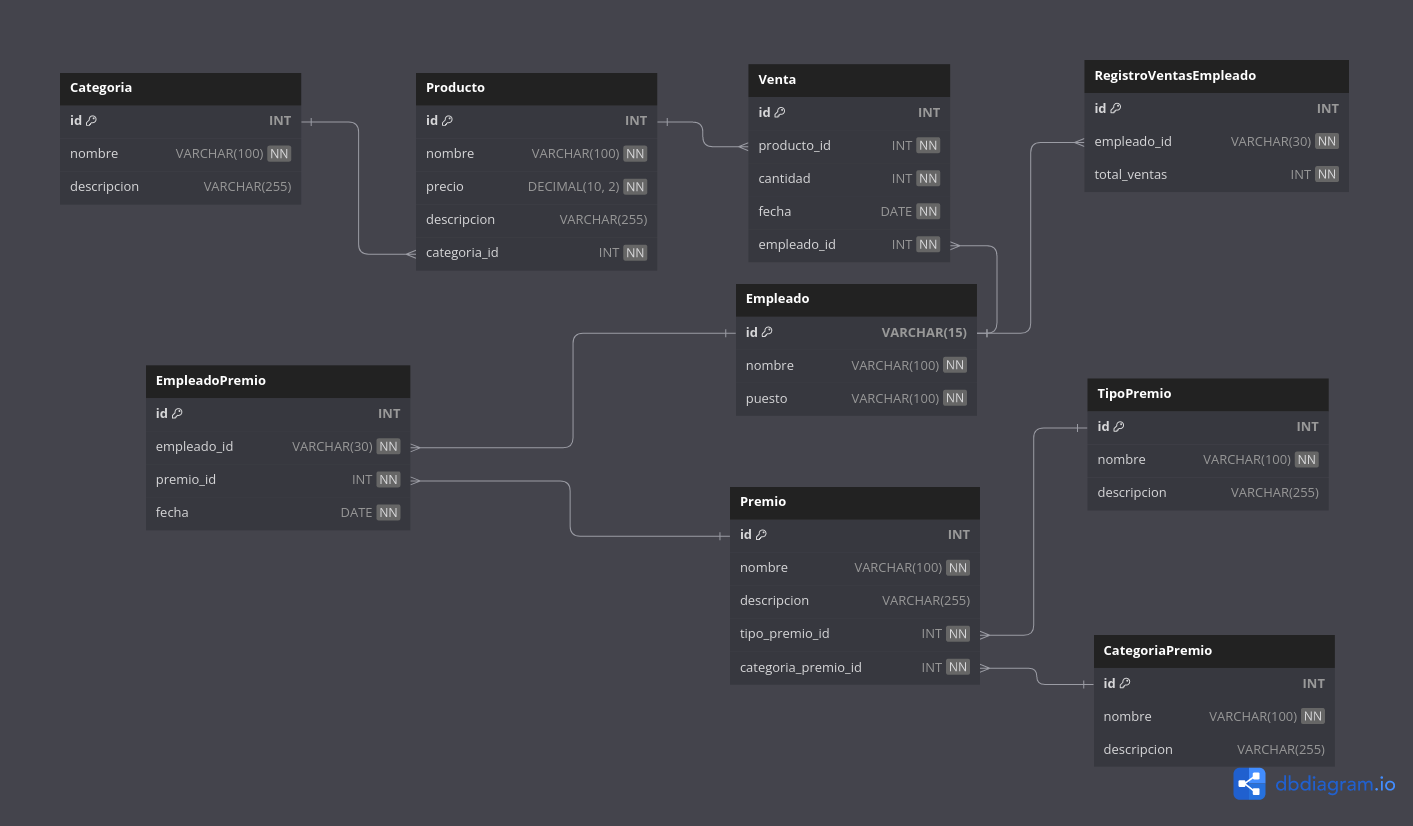 Categoria
id INT
nombre VARCHAR(100) NN
descripcion VARCHAR(255)
Producto
id INT
nombre VARCHAR(100) NN
precio DECIMAL(10, 2) NN
descripcion VARCHAR(255)
categoria_id INT NN
Venta
id INT
producto_id INT NN
cantidad INT NN
fecha DATE NN
empleado_id INT NN
RegistroVentasEmpleado
id INT
empleado_id VARCHAR(30) NN
total_ventas INT NN
Empleado
id VARCHAR(15)
nombre VARCHAR(100) NN
puesto VARCHAR(100) NN
EmpleadoPremio
id INT
empleado_id VARCHAR(30) NN
premio_id INT NN
fecha DATE NN
TipoPremio
id INT
nombre VARCHAR(100) NN
descripcion VARCHAR(255)
Premio
id INT
nombre VARCHAR(100) NN
descripcion VARCHAR(255)
tipo_premio_id INT NN
categoria_premio_id INT NN
CategoriaPremio
id INT
nombre VARCHAR(100) NN
descripcion VARCHAR(255)
dbdiagram.io